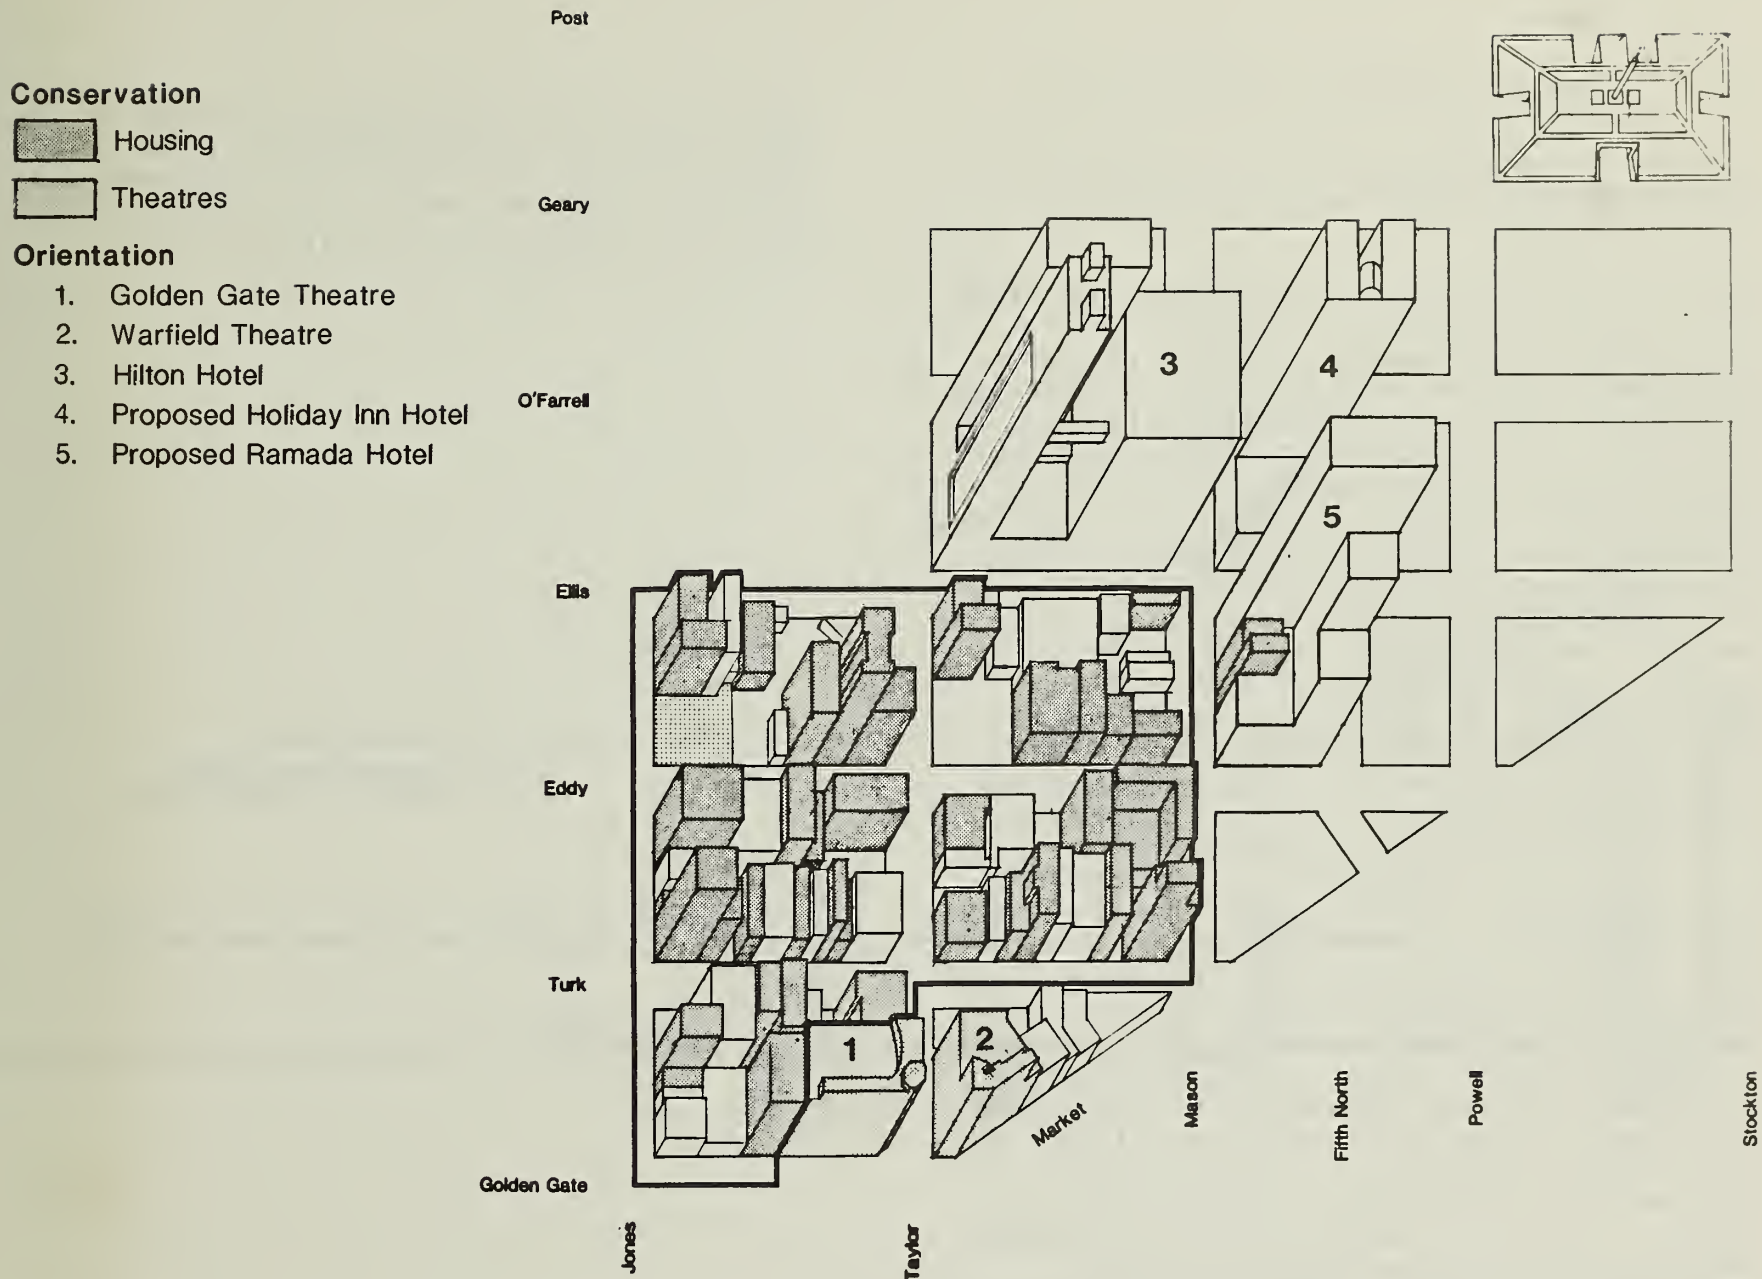 Post
Conservation
Housing
Theatres
Geary
Orientation
1. Golden Gate Theatre
2. Warfield Theatre
3. Hilton Hotel
4. Proposed Holiday Inn Hotel
5. Proposed Ramada Hotel
O'Farrell
3
4
5
Ellis
Eddy
Turk
1
2
Market
Mason
Fifth North
Powell
Stockton
Golden Gate
Jones
Taylor